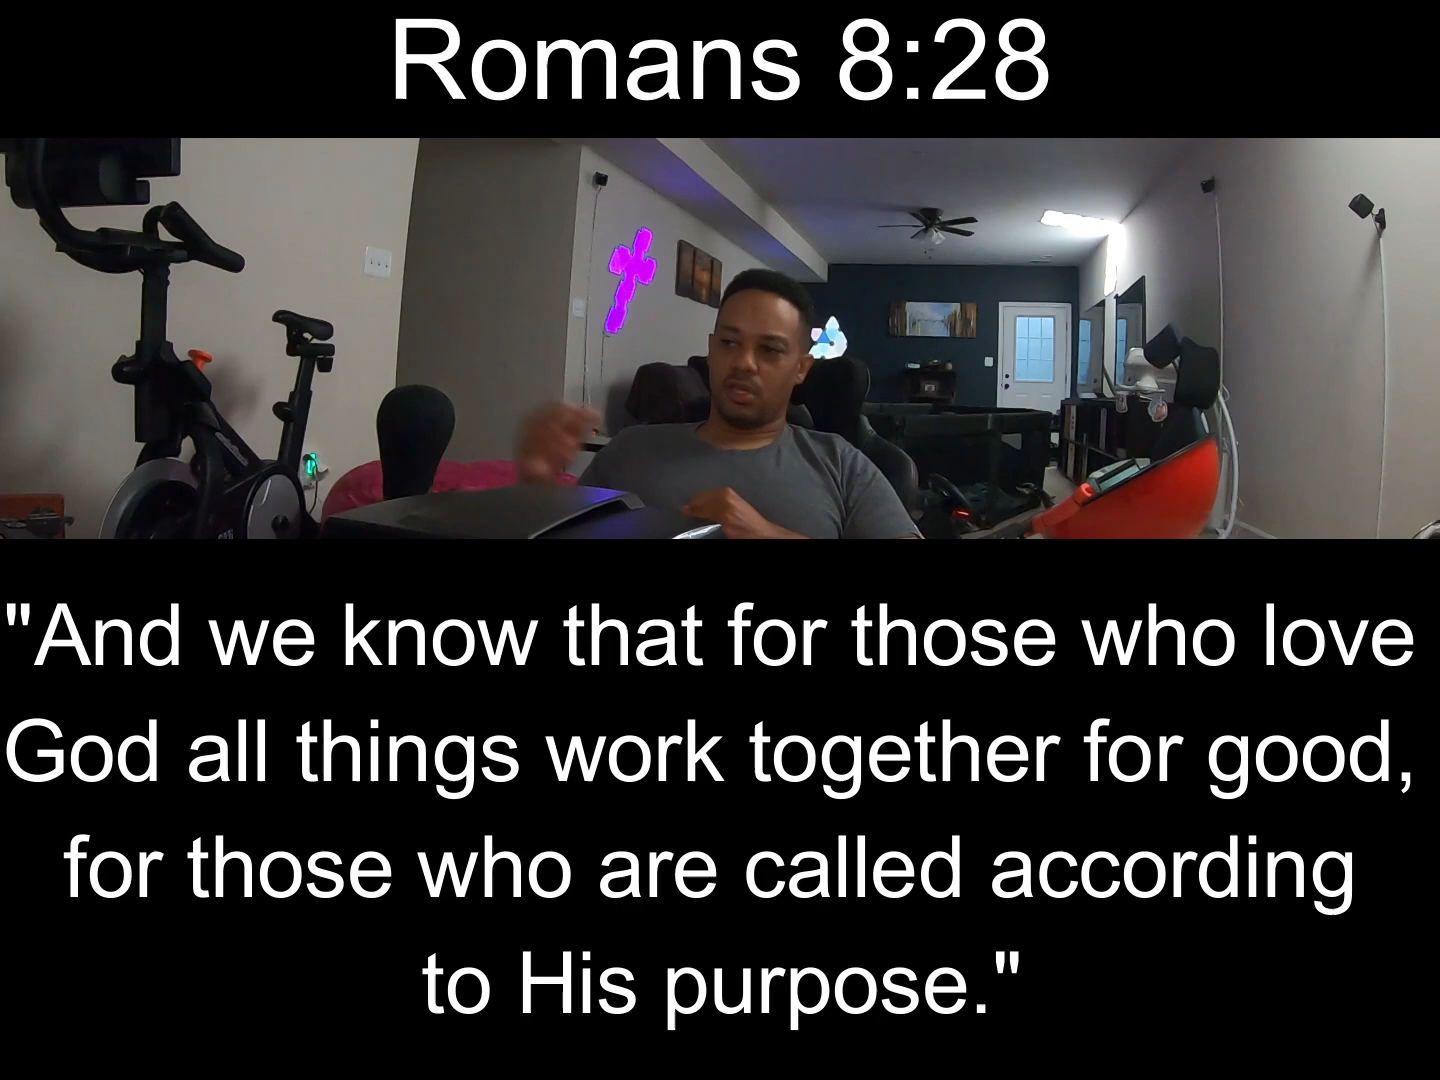 Romans 8:28
"And we know that for those who love
God all things work together for good,
for those who are called according
to His purpose."